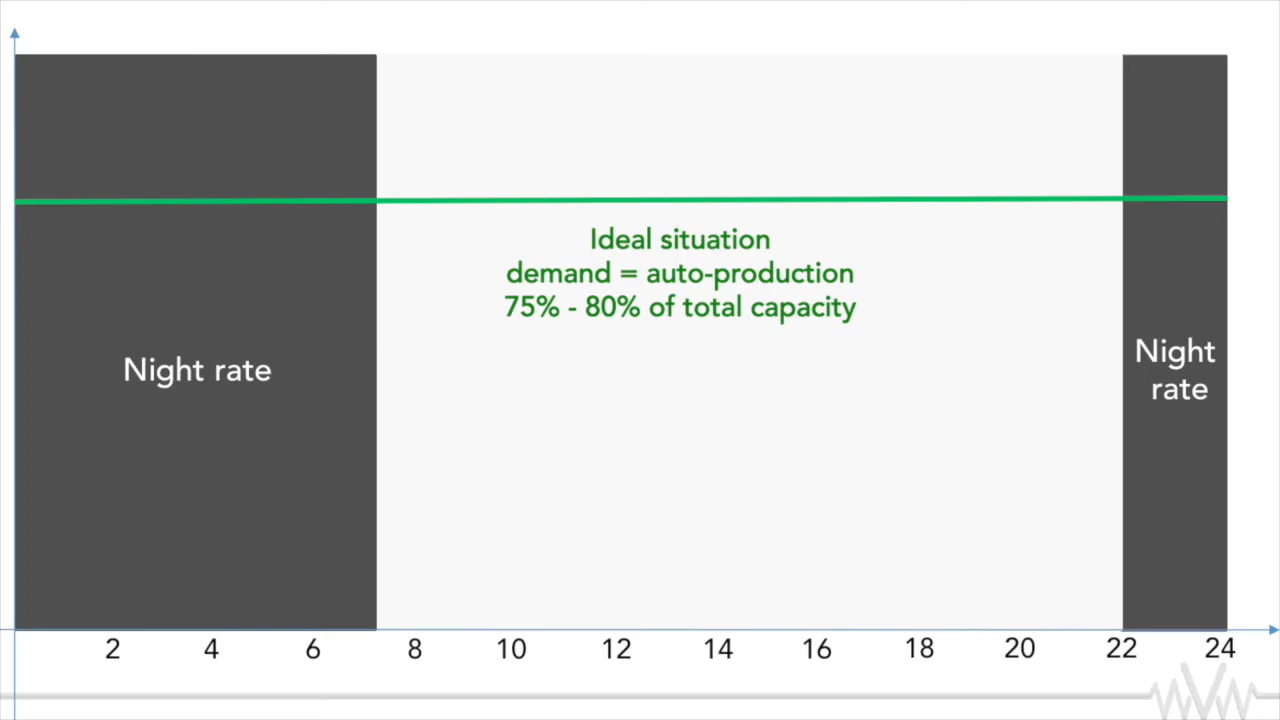 Ideal situation
demand = auto-production
75% - 80% of total capacity
Night rate
Night
rate
2 4 6 8 10 12 14 16 18 20 22 24